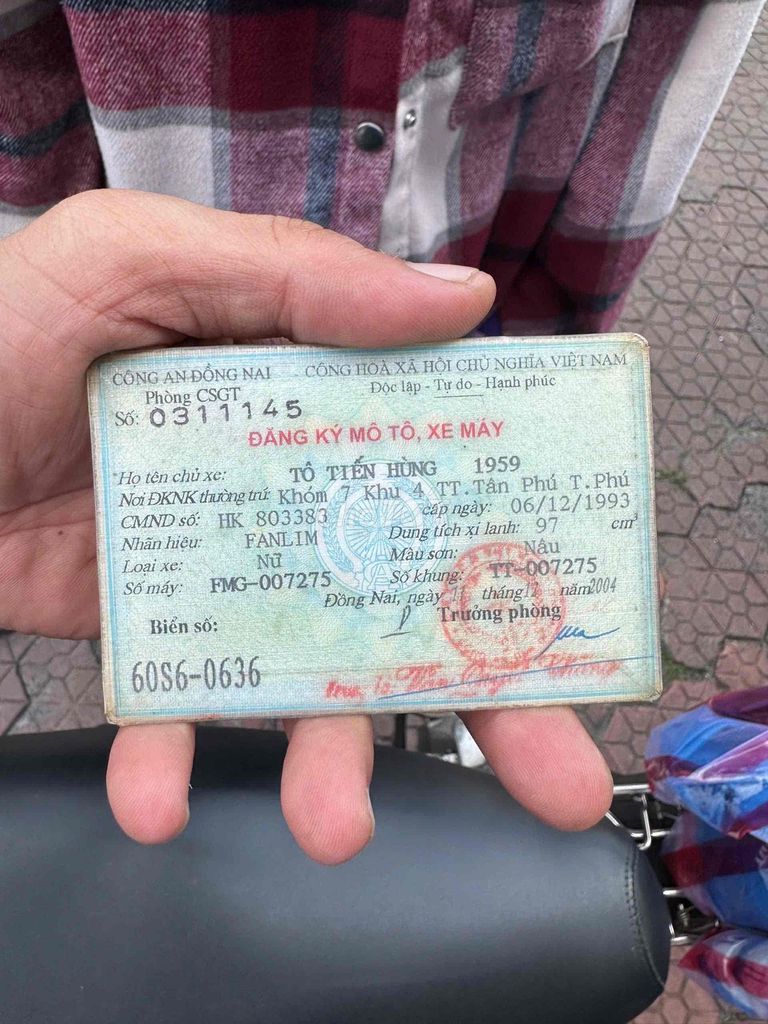 CÔNG AN ĐỒNG NAI CỘNG HOÀ XÃ HỘI CHỦ NGHĨA VIỆT NAM
Phòng CSGT Độc lập - Tự do - Hạnh phúc
Số: 0311145
ĐĂNG KÝ MÔ TÔ, XE MÁY
Họ tên chủ xe: TÔ TIẾN HÙNG 1959
Nơi ĐKNK thường trú: Khóm 7 Khu 4 TT.Tân Phú T.Phú
CMND số: HK 803383 cấp ngày: 06/12/1993
Nhãn hiệu: FANLIM Dung tích xi lanh: 97 cm³
Loại xe: Nữ Màu sơn: Nâu
Số máy: FMG-007275 Số khung: TT-007275
Đồng Nai, ngày tháng năm 2004
Biển số: Trưởng phòng
60S6-0636